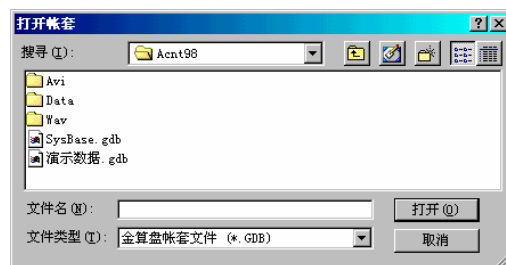 打开帐套
搜寻(I): Acnt98
Avi
Data
Wav
SysBase.gdb
演示数据.gdb
文件名(N): 打开(O)
文件类型(T): 金算盘帐套文件 (*.GDB) 取消